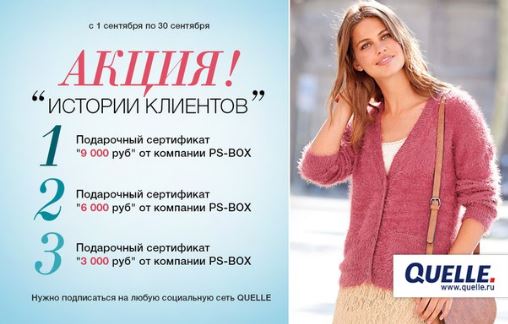 с 1 сентября по 30 сентября
АКЦИЯ!
“ИСТОРИИ КЛИЕНТОВ”
1 Подарочный сертификат
"9 000 руб" от компании PS-BOX
2 Подарочный сертификат
"6 000 руб" от компании PS-BOX
3 Подарочный сертификат
"3 000 руб" от компании PS-BOX
Нужно подписаться на любую социальную сеть QUELLE
QUELLE.
www.quelle.ru